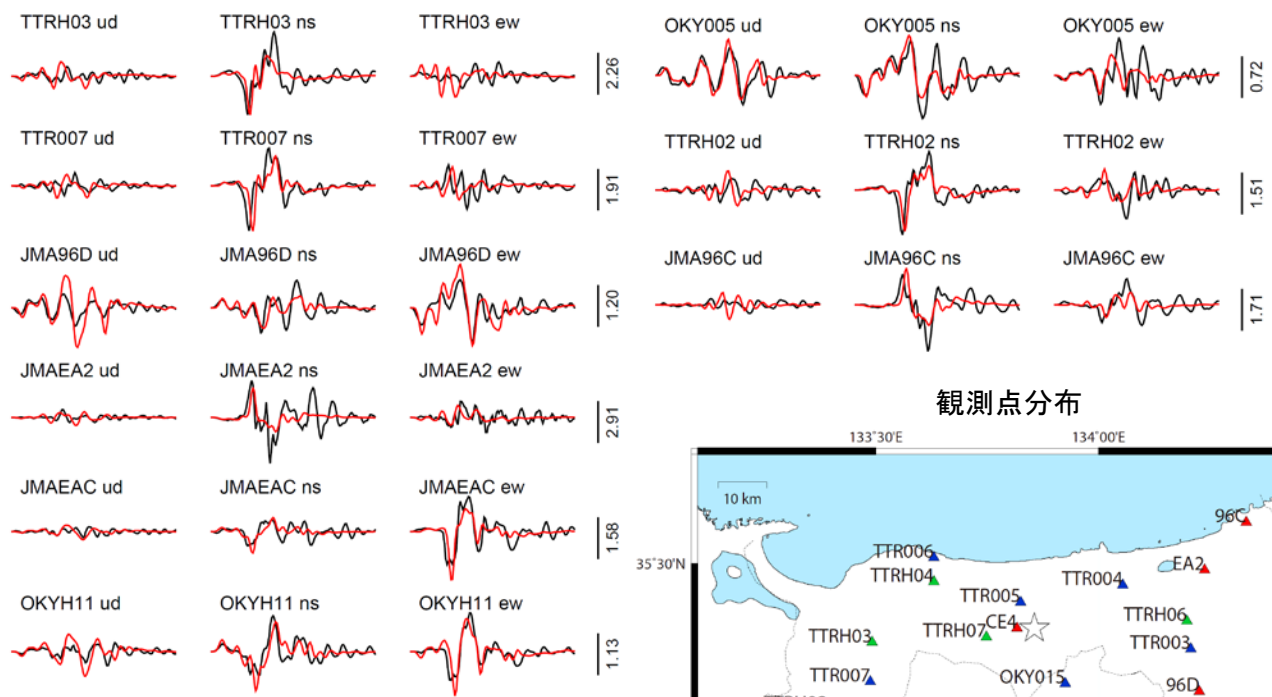 TTRH03 ud TTRH03 ns TTRH03 ew 2.26
TTR007 ud TTR007 ns TTR007 ew 1.91
JMA96D ud JMA96D ns JMA96D ew 1.20
JMAEA2 ud JMAEA2 ns JMAEA2 ew 2.91
JMAEAC ud JMAEAC ns JMAEAC ew 1.58
OKYH11 ud OKYH11 ns OKYH11 ew 1.13
OKY005 ud OKY005 ns OKY005 ew 0.72
TTRH02 ud TTRH02 ns TTRH02 ew 1.51
JMA96C ud JMA96C ns JMA96C ew 1.71
観測点分布
133˚30'E 134˚00'E
10 km
96C
TTR006
35˚30'N
TTRH04
TTR004
EA2
TTR005
CE4
TTRH06
TTRH03
TTRH07
TTR003
TTR007
OKY015
96D